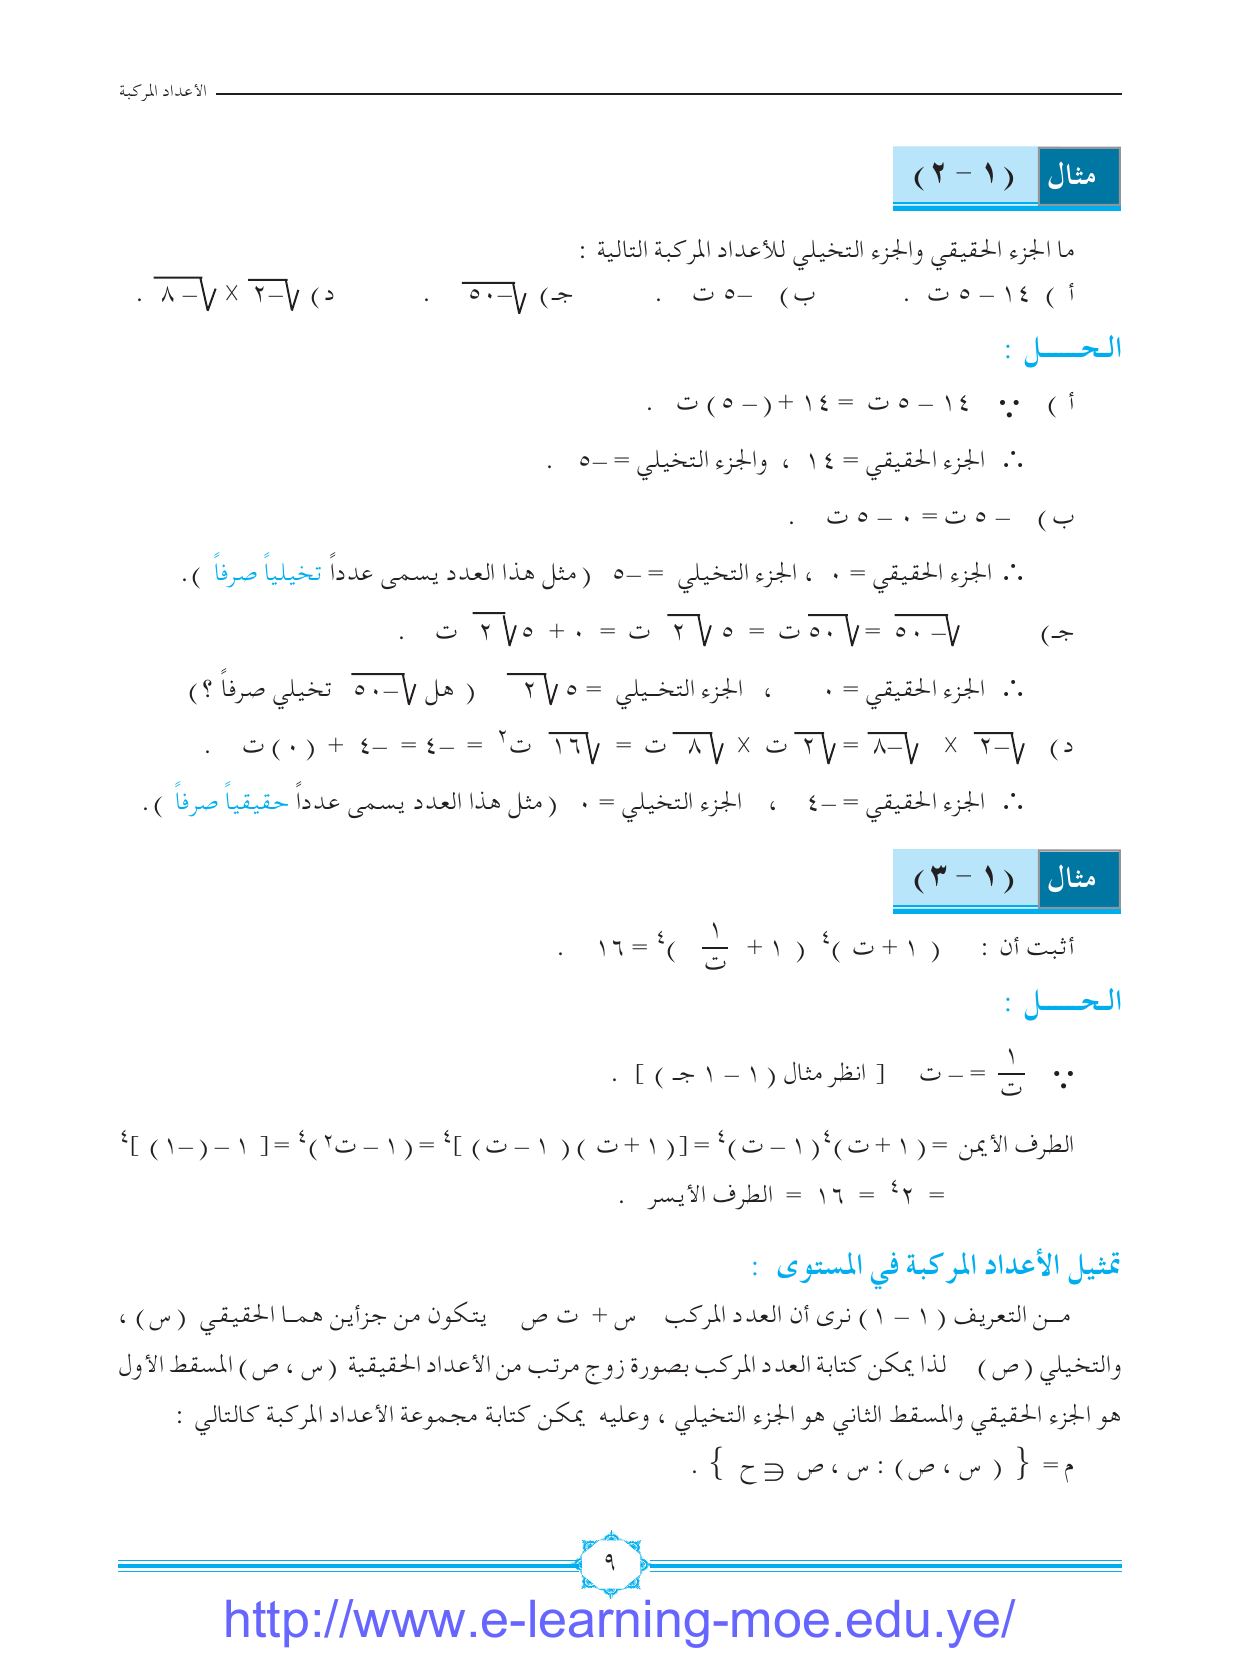 الأعداد المركبة
مثال (١ - ٢)
ما الجزء الحقيقي والجزء التخيلي للأعداد المركبة التالية :
أ ) ١٤ – ٥ ت . ب) –٥ ت . جـ) √–٥٠ . د) √–٢ × √–٨ .
الـحــــل :
أ ) ∵ ١٤ – ٥ ت = ١٤ + (– ٥) ت .
∴ الجزء الحقيقي = ١٤ ، والجزء التخيلي = –٥ .
ب) – ٥ ت = ٠ – ٥ ت .
∴ الجزء الحقيقي = ٠ ، الجزء التخيلي = –٥ ( مثل هذا العدد يسمى عدداً تخيلياً صرفاً ).
جـ) √–٥٠ = √٥٠ ت = ٥ √٢ ت = ٠ + ٥ √٢ ت .
∴ الجزء الحقيقي = ٠ ، الجزء التخـيلي = ٥ √٢ ( هل √–٥٠ تخيلي صرفاً ؟ )
د) √–٢ × √–٨ = √٢ ت × √٨ ت = √١٦ ت٢ = –٤ = –٤ + (٠) ت .
∴ الجزء الحقيقي = –٤ ، الجزء التخيلي = ٠ ( مثل هذا العدد يسمى عدداً حقيقياً صرفاً ).
مثال (١ - ٣)
أثبت أن : ( ١ + ت )٤ ( ١ + ١/ت )٤ = ١٦ .
الـحــــل :
∵ ١/ت = – ت [ انظر مثال ( ١ – ١ جـ ) ] .
الطرف الأيمن = ( ١ + ت)٤(١ – ت)٤ = [( ١ + ت )( ١ – ت) ]٤ = (١ – ت٢)٤ = [ ١ – (–١) ]٤
= ٢٤ = ١٦ = الطرف الأيسر .
تمثيل الأعداد المركبة في المستوى :
مــن التعريف ( ١ – ١ ) نرى أن العدد المركب س + ت ص يتكون من جزأين همـا الحقيقي (س) ،
والتخيلي ( ص ) لذا يمكن كتابة العدد المركب بصورة زوج مرتب من الأعداد الحقيقية ( س ، ص ) المسقط الأول
هو الجزء الحقيقي والمسقط الثاني هو الجزء التخيلي ، وعليه يمكن كتابة مجموعة الأعداد المركبة كالتالي :
م = { ( س ، ص) : س ، ص ∈ ح } .
٩
http://www.e-learning-moe.edu.ye/